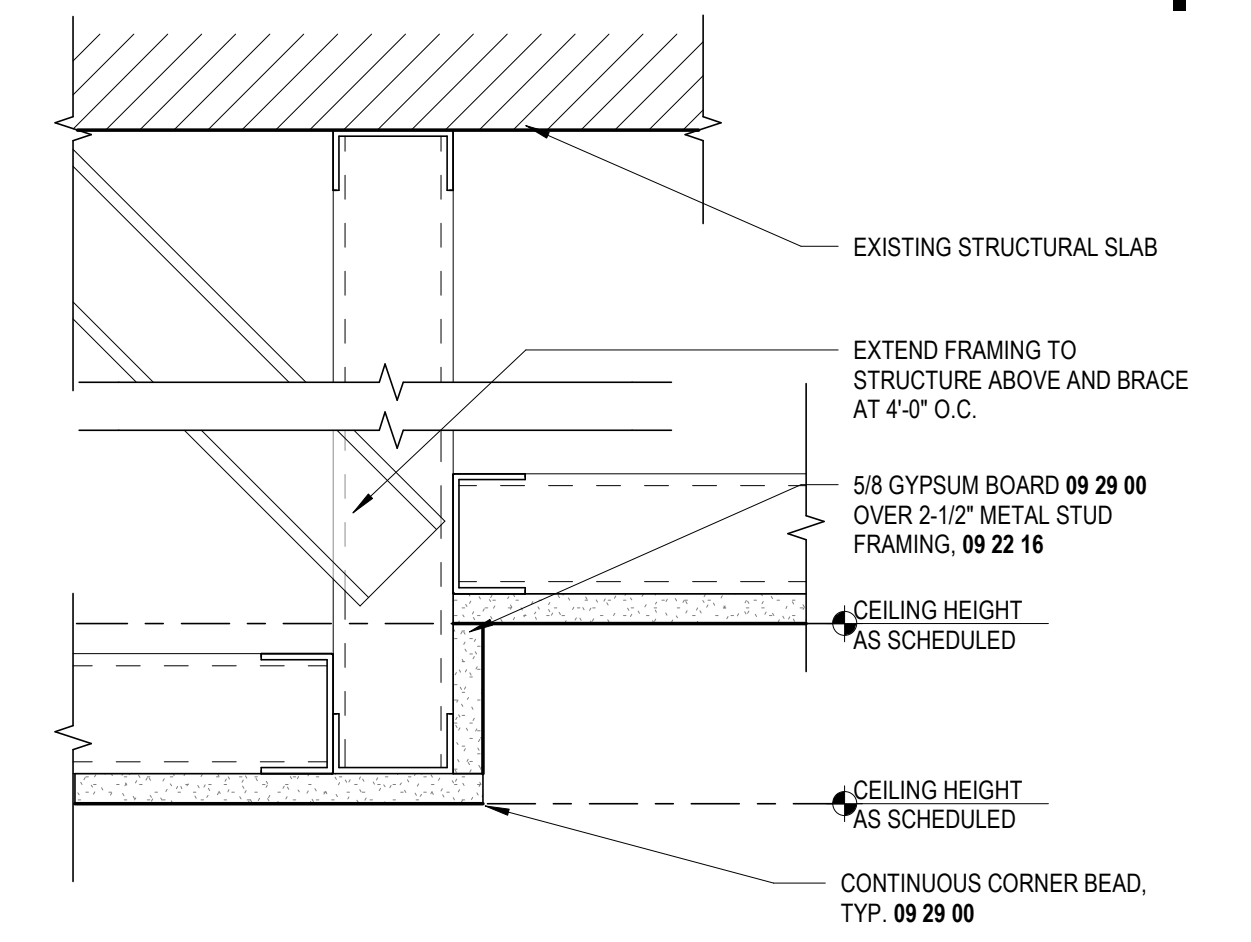 EXISTING STRUCTURAL SLAB
EXTEND FRAMING TO
STRUCTURE ABOVE AND BRACE
AT 4'-0" O.C.
5/8 GYPSUM BOARD 09 29 00
OVER 2-1/2" METAL STUD
FRAMING, 09 22 16
CEILING HEIGHT
AS SCHEDULED
CEILING HEIGHT
AS SCHEDULED
CONTINUOUS CORNER BEAD,
TYP. 09 29 00